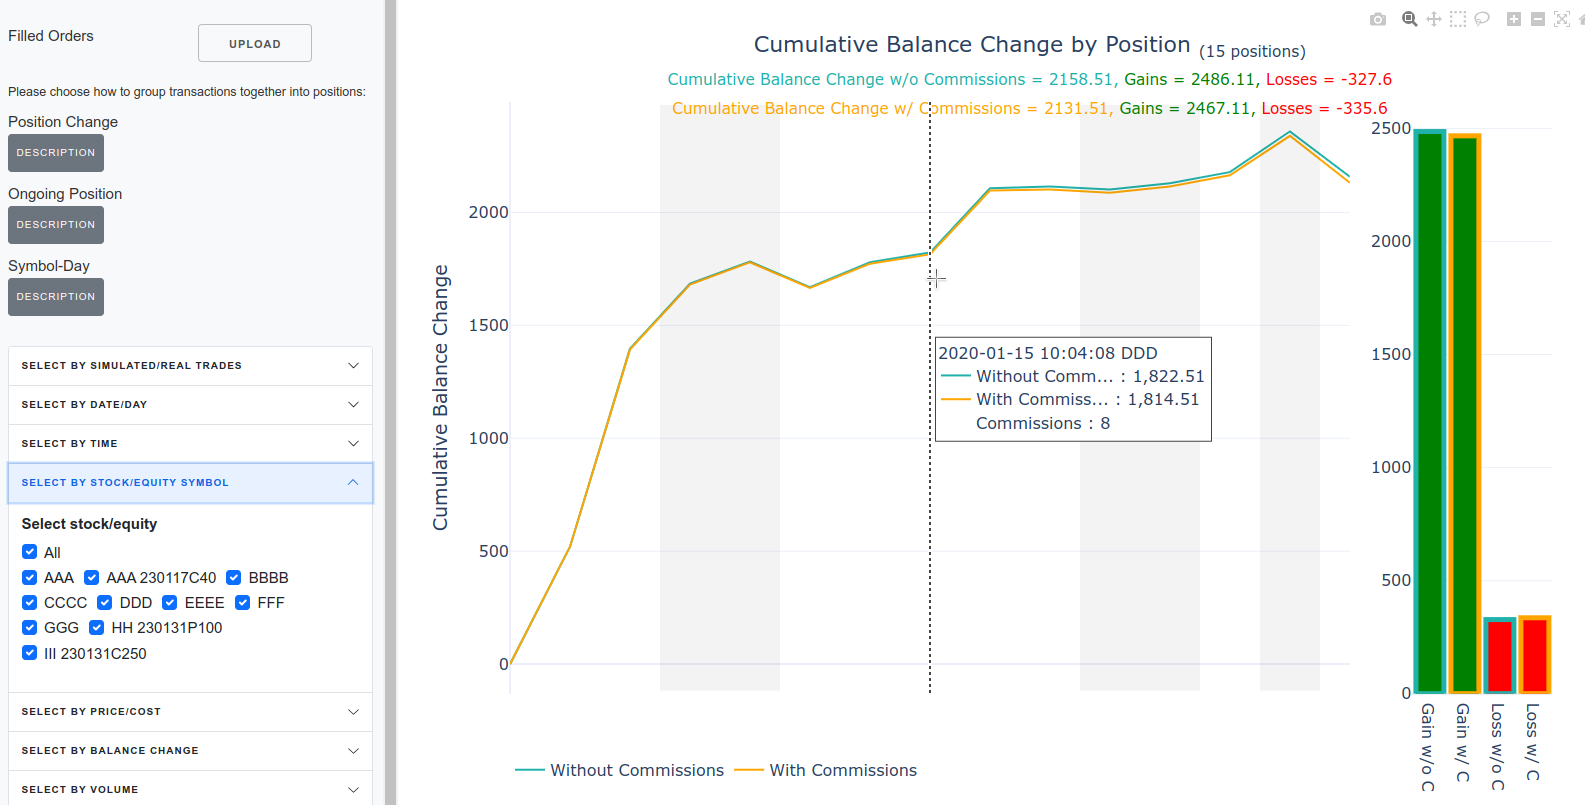 Filled Orders
UPLOAD
Please choose how to group transactions together into positions:
Position Change
DESCRIPTION
Ongoing Position
DESCRIPTION
Symbol-Day
DESCRIPTION
SELECT BY SIMULATED/REAL TRADES
SELECT BY DATE/DAY
SELECT BY TIME
SELECT BY STOCK/EQUITY SYMBOL
Select stock/equity
All
AAA AAA 230117C40 BBBB
CCCC DDD EEEE FFF
GGG HH 230131P100
III 230131C250
SELECT BY PRICE/COST
SELECT BY BALANCE CHANGE
SELECT BY VOLUME
Cumulative Balance Change by Position (15 positions)
Cumulative Balance Change w/o Commissions = 2158.51, Gains = 2486.11, Losses = -327.6
Cumulative Balance Change w/ Commissions = 2131.51, Gains = 2467.11, Losses = -335.6
Cumulative Balance Change
2000
1500
1000
500
0
2020-01-15 10:04:08 DDD
Without Comm... : 1,822.51
With Commiss... : 1,814.51
Commissions : 8
Without Commissions With Commissions
2500
2000
1500
1000
500
0
Gain w/o C
Gain w/ C
Loss w/o C
Loss w/ C